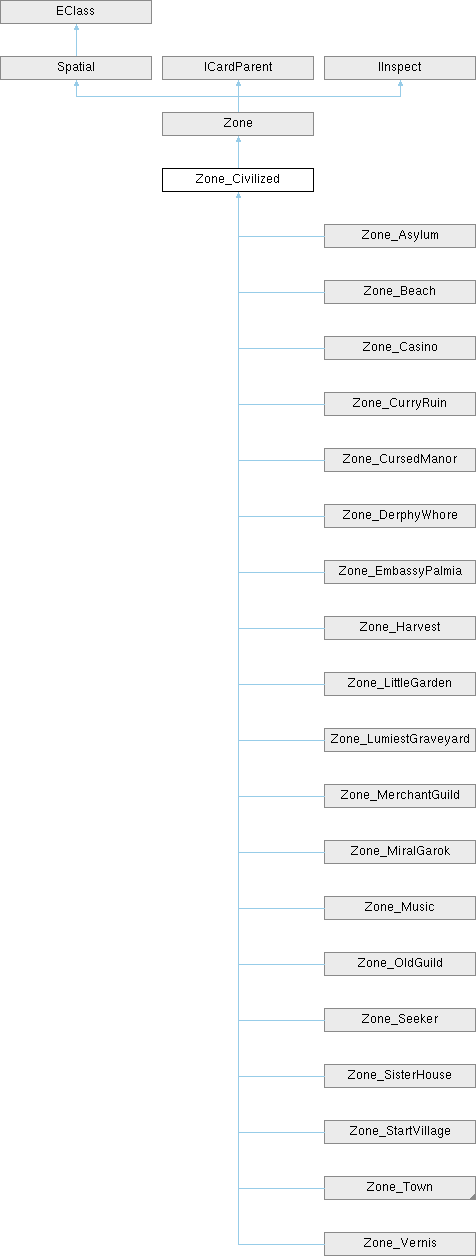 EClass
Spatial
ICardParent
IInspect
Zone
Zone_Civilized
Zone_Asylum
Zone_Beach
Zone_Casino
Zone_CurryRuin
Zone_CursedManor
Zone_DerphyWhore
Zone_EmbassyPalmia
Zone_Harvest
Zone_LittleGarden
Zone_LumiestGraveyard
Zone_MerchantGuild
Zone_MiralGarok
Zone_Music
Zone_OldGuild
Zone_Seeker
Zone_SisterHouse
Zone_StartVillage
Zone_Town
Zone_Vernis